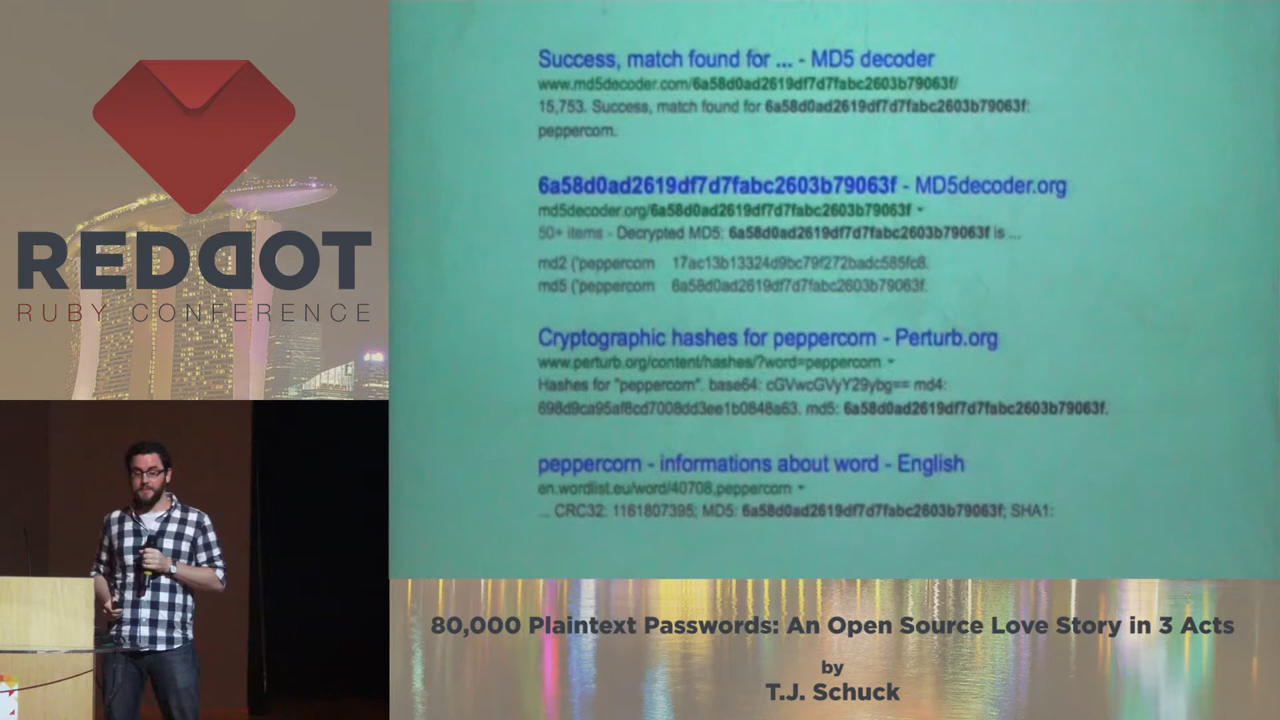 REDDOT
RUBY CONFERENCE
Success, match found for ... - MD5 decoder
www.md5decoder.com/6a58d0ad2619df7d7fabc2603b79063f/
15,753. Success, match found for 6a58d0ad2619df7d7fabc2603b79063f:
peppercorn.
6a58d0ad2619df7d7fabc2603b79063f - MD5decoder.org
md5decoder.org/6a58d0ad2619df7d7fabc2603b79063f
50+ items - Decrypted MD5: 6a58d0ad2619df7d7fabc2603b79063f is ...
md2 ('peppercorn 17ac13b13324d9bc79f272badc585fc8.
md5 ('peppercorn 6a58d0ad2619df7d7fabc2603b79063f.
Cryptographic hashes for peppercorn - Perturb.org
www.perturb.org/content/hashes/?word=peppercorn
Hashes for "peppercorn". base64: cGVwcGVyY29ybg== md4:
698d9ca95af8cd7008dd3ee1b0848a63. md5: 6a58d0ad2619df7d7fabc2603b79063f.
peppercorn - informations about word - English
en.wordlist.eu/word/40708,peppercorn
... CRC32: 1161807395; MD5: 6a58d0ad2619df7d7fabc2603b79063f; SHA1:
80,000 Plaintext Passwords: An Open Source Love Story in 3 Acts
by
T.J. Schuck